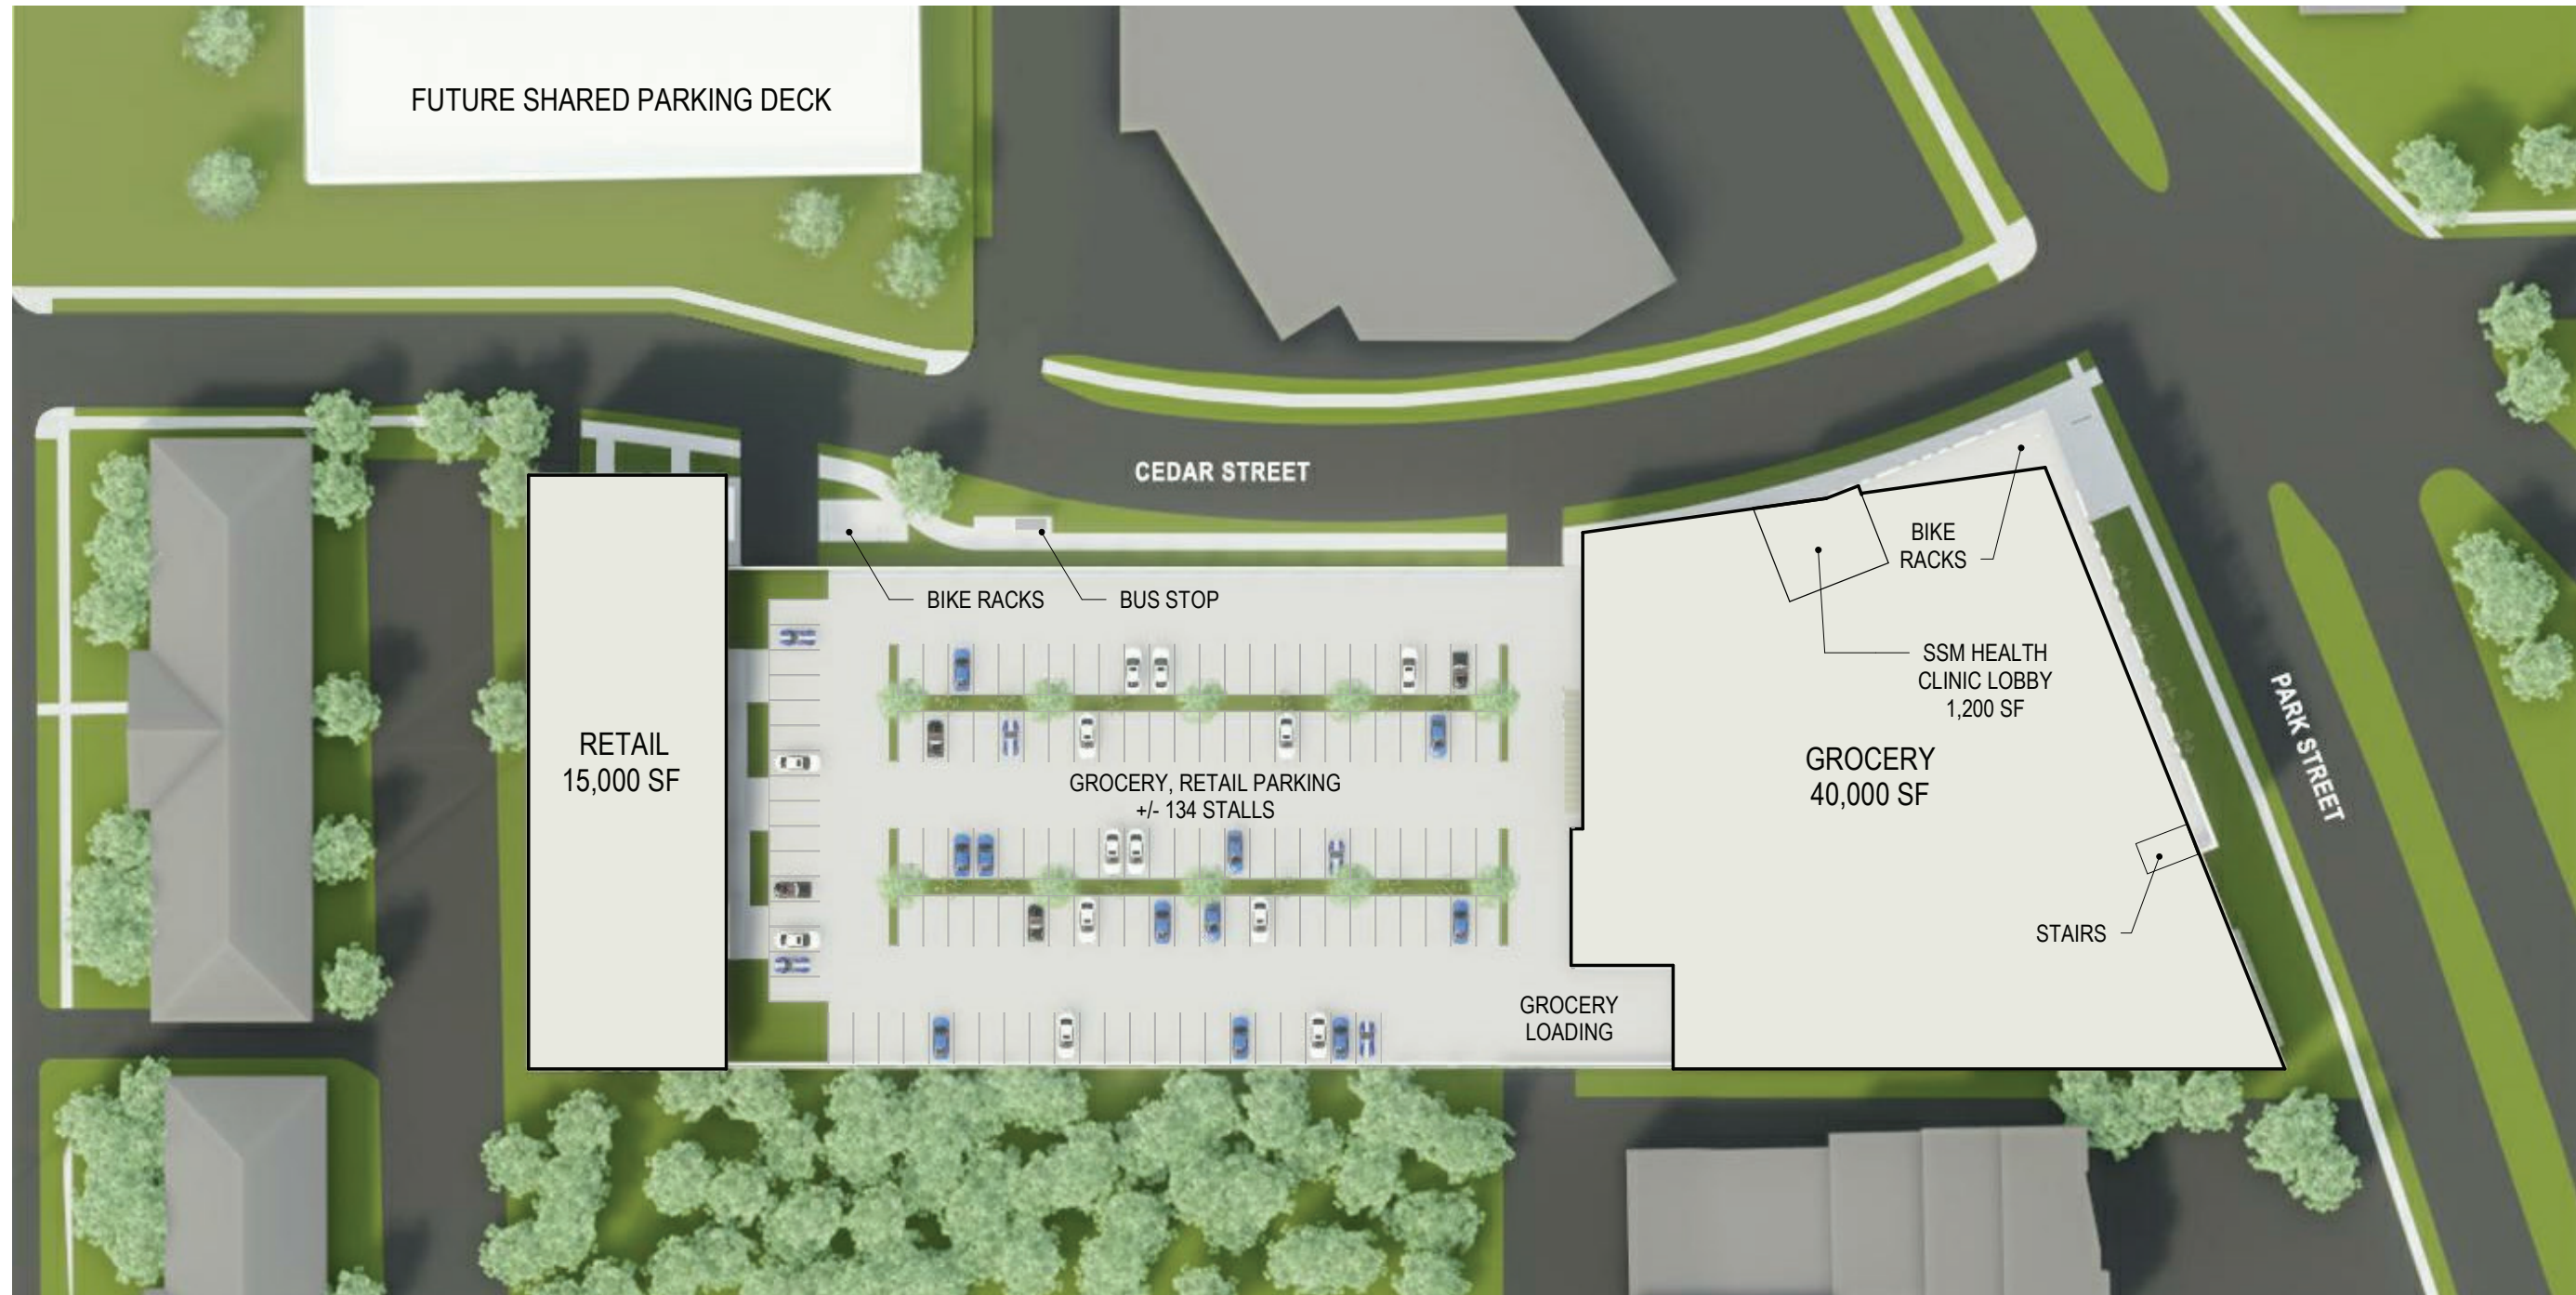 FUTURE SHARED PARKING DECK
CEDAR STREET
BIKE RACKS
BUS STOP
BIKE
RACKS
SSM HEALTH
CLINIC LOBBY
1,200 SF
PARK STREET
RETAIL
15,000 SF
GROCERY, RETAIL PARKING
+/- 134 STALLS
GROCERY
40,000 SF
STAIRS
GROCERY
LOADING